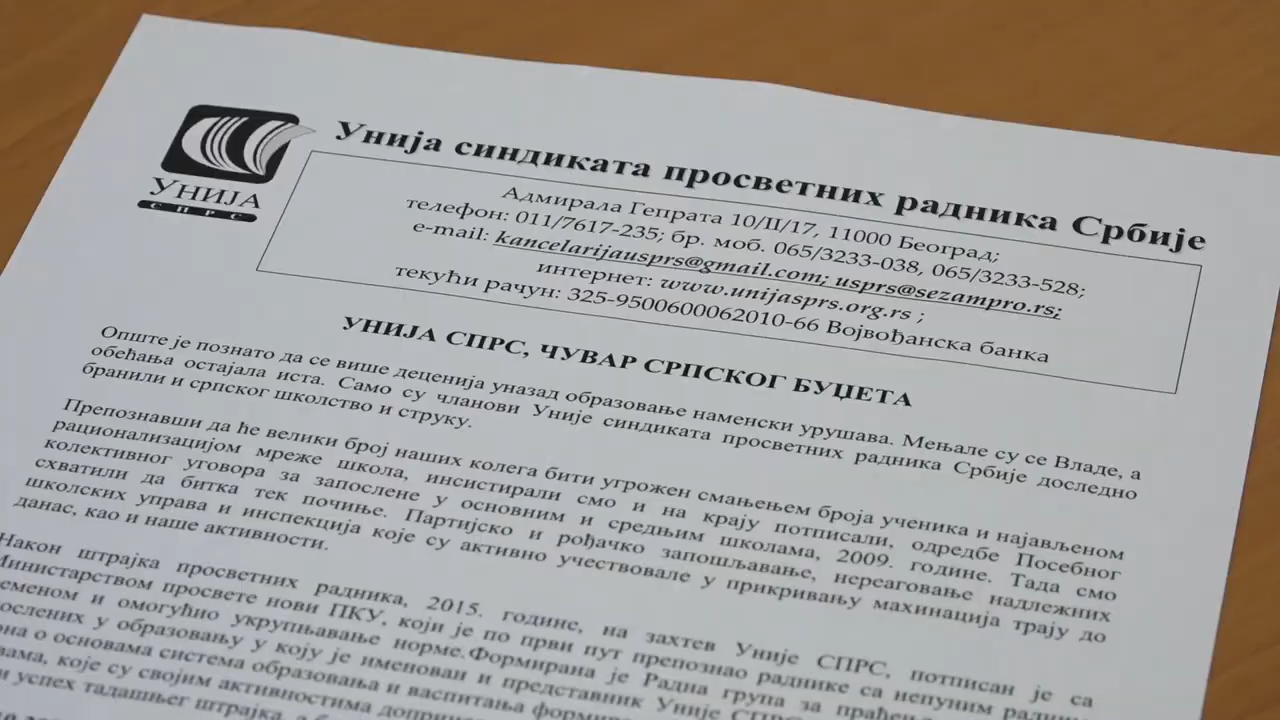 УНИЈА
СПРС
Унија синдиката просветних радника Србије
Адмирала Гепрата 10/II/17, 11000 Београд;
телефон: 011/7617-235; бр. моб. 065/3233-038, 065/3233-528;
e-mail: kancelarijausprs@gmail.com; usprs@sezampro.rs;
интернет: www.unijasprs.org.rs ;
текући рачун: 325-9500600062010-66 Војвођанска банка
УНИЈА СПРС, ЧУВАР СРПСКОГ БУЏЕТА
Опште је познато да се више деценија уназад образовање наменски урушава. Мењале су се Владе, а
обећања остајала иста. Само су чланови Уније синдиката просветних радника Србије доследно
бранили и српског школство и струку.
Препознавши да ће велики број наших колега бити угрожен смањењем броја ученика и најављеном
рационализацијом мреже школа, инсистирали смо и на крају потписали, одредбе Посебног
колективног уговора за запослене у основним и средњим школама, 2009. године. Тада смо
схватили да битка тек почиње. Партијско и рођачко запошљавање, нереаговање надлежних
школских управа и инспекција које су активно учествовале у прикривању махинација трају до
данас, као и наше активности.
Након штрајка просветних радника, 2015. године, на захтев Уније СПРС, потписан је са
Министарством просвете нови ПКУ, који је по први пут препознао раднике са непуним радним
еменом и омогућио укрупњавање норме.Формирана је Радна група за праћење
ослених у образовању у коју је именован и представник Уније СПРС
она о основама система образовања и васпитања
вама, које су својим активностима
и успех тадашњег штрајка, а